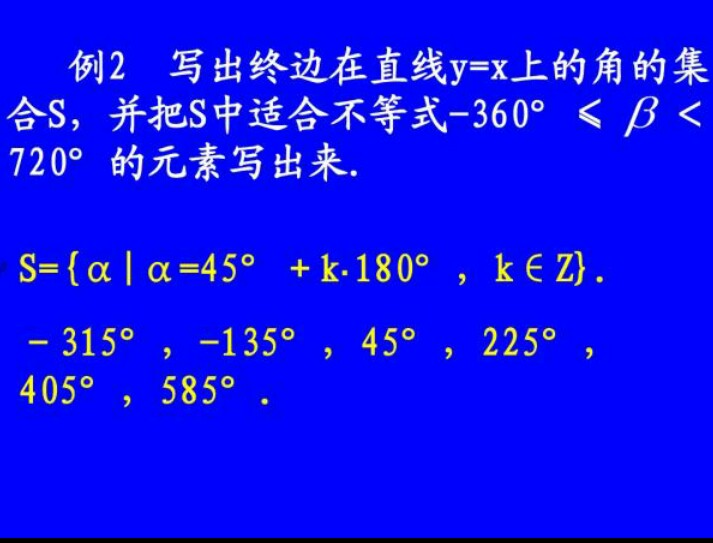 例2 写出终边在直线y=x上的角的集
合S，并把S中适合不等式-360° ≤ β <
720° 的元素写出来.
S={α|α=45° +k·180° , k∈Z}.
-315° , -135° , 45° , 225° ,
405° , 585° .